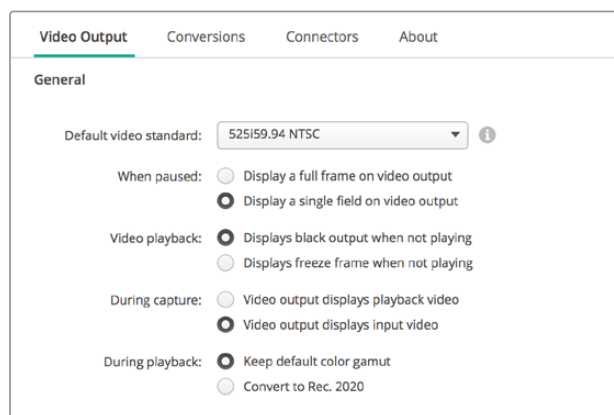 Video Output Conversions Connectors About
General
Default video standard: 525i59.94 NTSC
When paused: Display a full frame on video output
Display a single field on video output
Video playback: Displays black output when not playing
Displays freeze frame when not playing
During capture: Video output displays playback video
Video output displays input video
During playback: Keep default color gamut
Convert to Rec. 2020